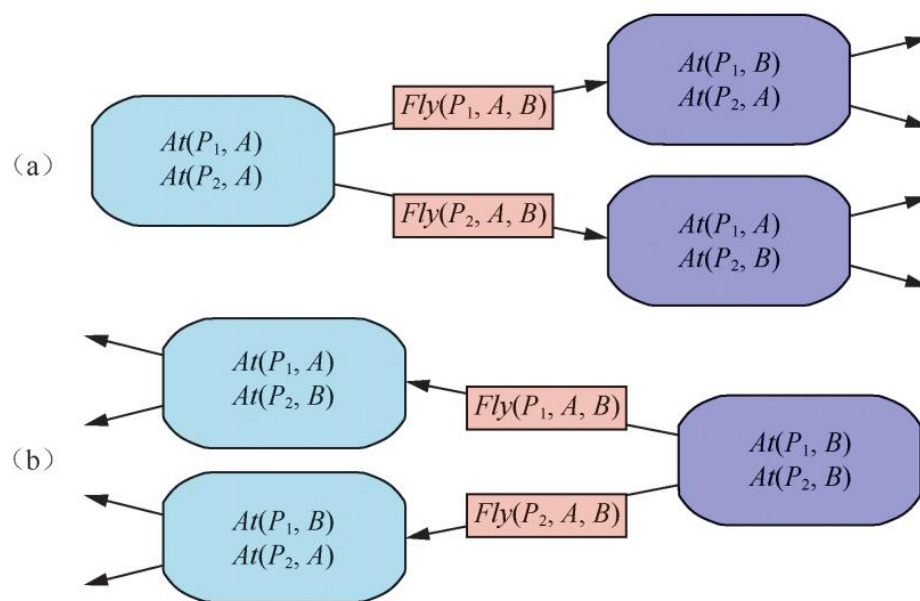 (a)
At(P₁, A)
At(P₂, A)
Fly(P₁, A, B)
Fly(P₂, A, B)
At(P₁, B)
At(P₂, A)
At(P₁, A)
At(P₂, B)
(b)
At(P₁, A)
At(P₂, B)
At(P₁, B)
At(P₂, A)
Fly(P₁, A, B)
Fly(P₂, A, B)
At(P₁, B)
At(P₂, B)